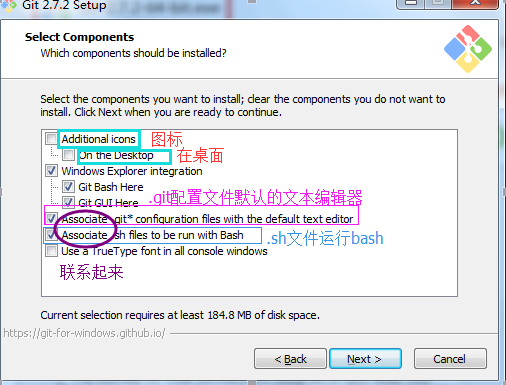 7.2-64-bit.exe
Git 2.7.2 Setup
Select Components
Which components should be installed?
Select the components you want to install; clear the components you do not want to
install. Click Next when you are ready to continue.
Additional icons 图标
On the Desktop 在桌面
Windows Explorer integration
Git Bash Here
.git配置文件默认的文本编辑器
Git GUI Here
Associate .git* configuration files with the default text editor
Associate .sh files to be run with Bash .sh文件运行bash
Use a TrueType font in all console windows
联系起来
Current selection requires at least 184.8 MB of disk space.
https://git-for-windows.github.io/
< Back
Next >
Cancel